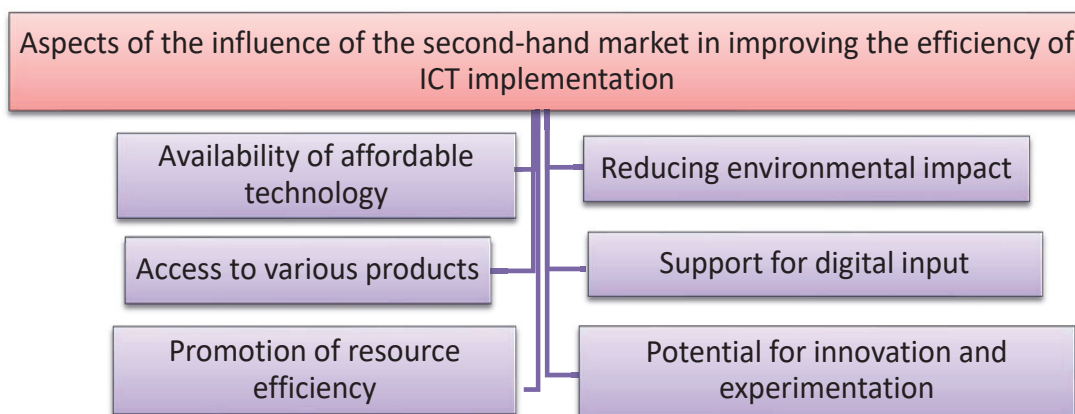 Aspects of the influence of the second-hand market in improving the efficiency of
ICT implementation
Availability of affordable
technology
Reducing environmental impact
Access to various products
Support for digital input
Promotion of resource
efficiency
Potential for innovation and
experimentation